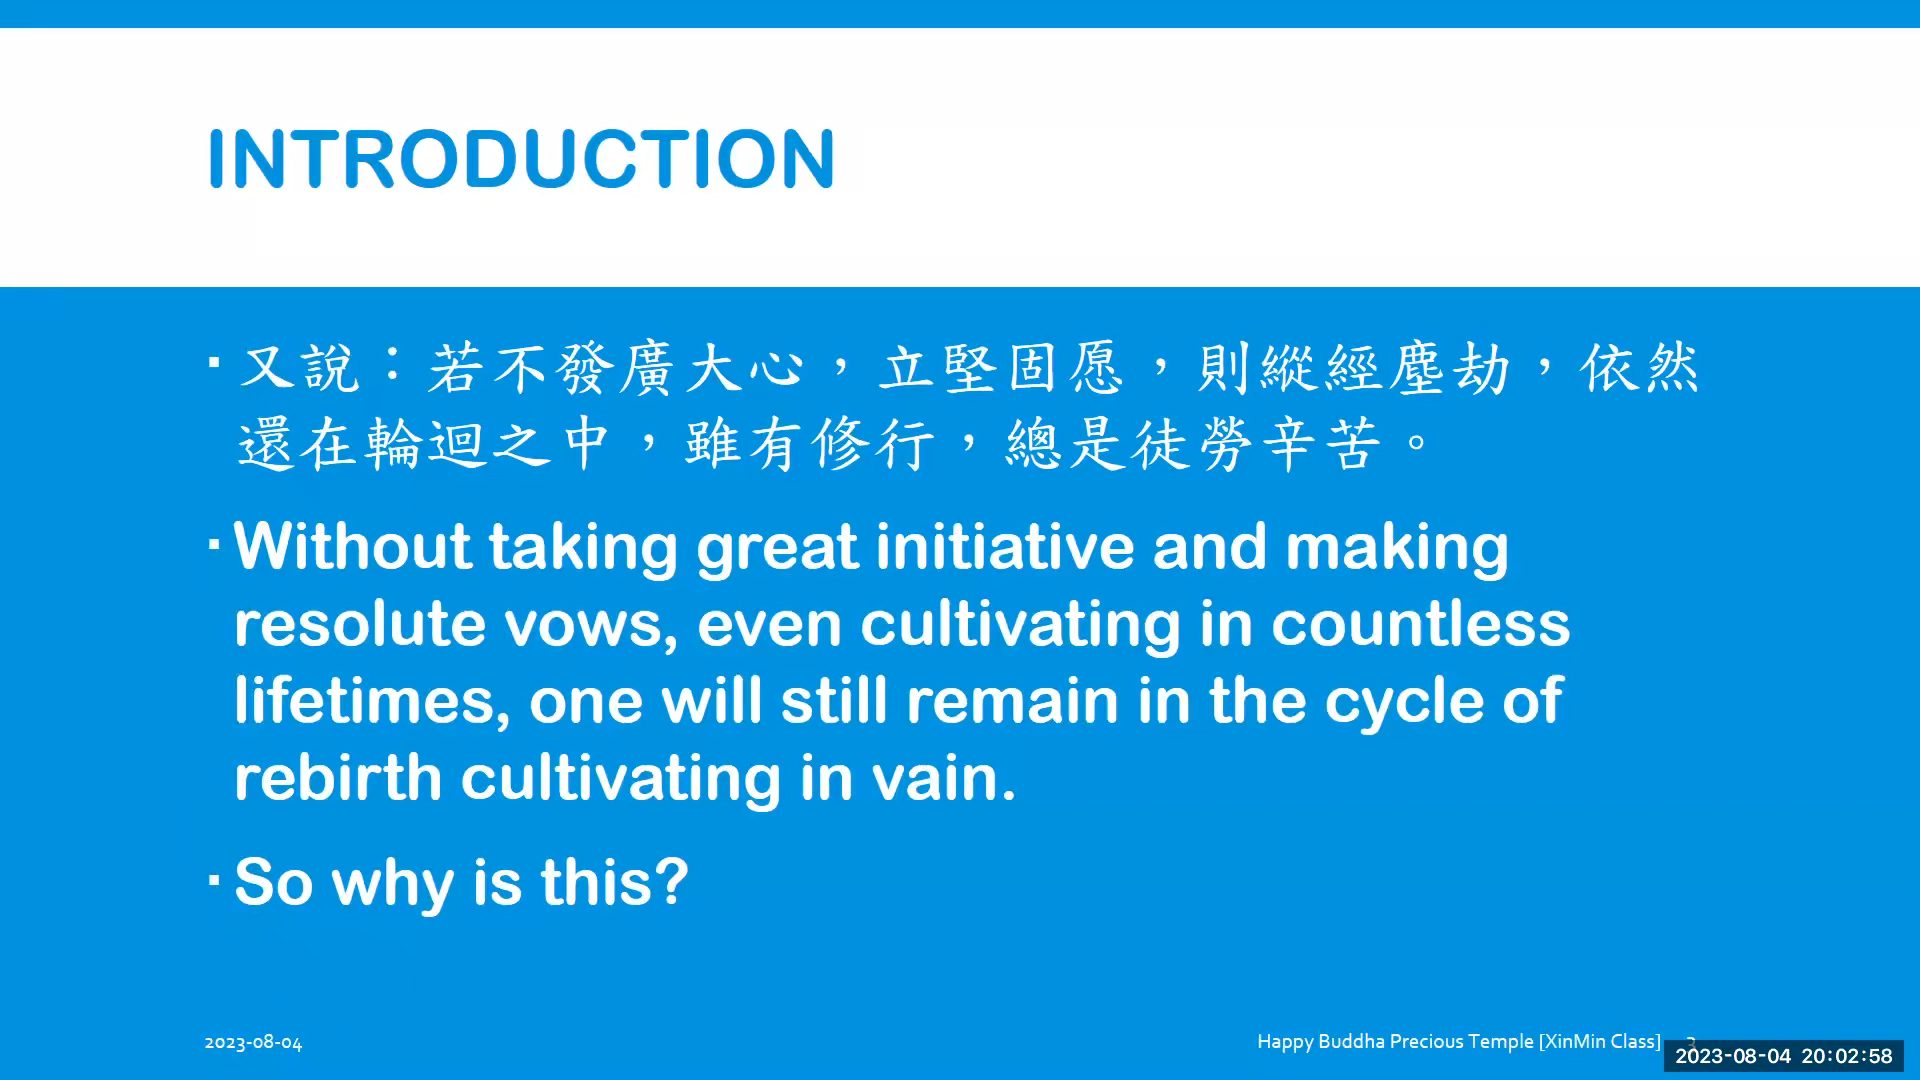 INTRODUCTION
▪ 又說：若不發廣大心，立堅固愿，則縱經塵劫，依然
還在輪迴之中，雖有修行，總是徒勞辛苦。
▪ Without taking great initiative and making
resolute vows, even cultivating in countless
lifetimes, one will still remain in the cycle of
rebirth cultivating in vain.
▪ So why is this?
2023-08-04
Happy Buddha Precious Temple [XinMin Class] 3
2023-08-04 20:02:58